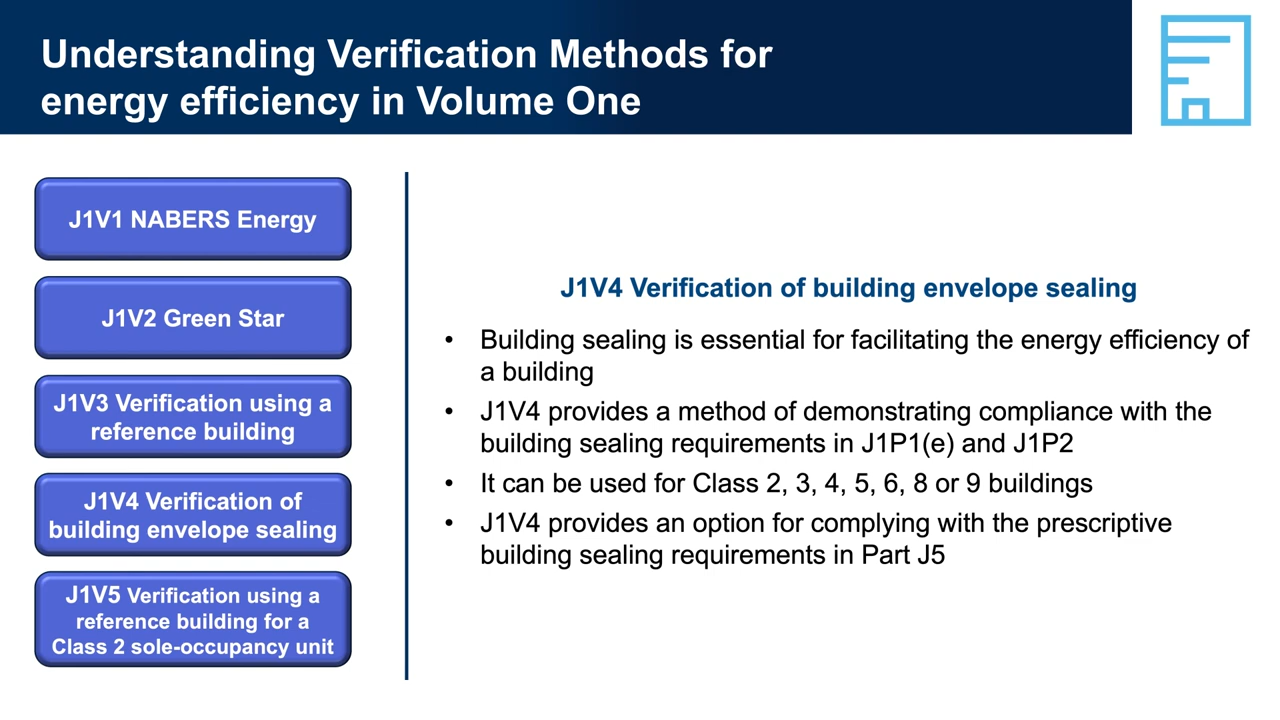 Understanding Verification Methods for
energy efficiency in Volume One
J1V1 NABERS Energy
J1V2 Green Star
J1V3 Verification using a
reference building
J1V4 Verification of
building envelope sealing
J1V5 Verification using a
reference building for a
Class 2 sole-occupancy unit
J1V4 Verification of building envelope sealing
• Building sealing is essential for facilitating the energy efficiency of
a building
• J1V4 provides a method of demonstrating compliance with the
building sealing requirements in J1P1(e) and J1P2
• It can be used for Class 2, 3, 4, 5, 6, 8 or 9 buildings
• J1V4 provides an option for complying with the prescriptive
building sealing requirements in Part J5